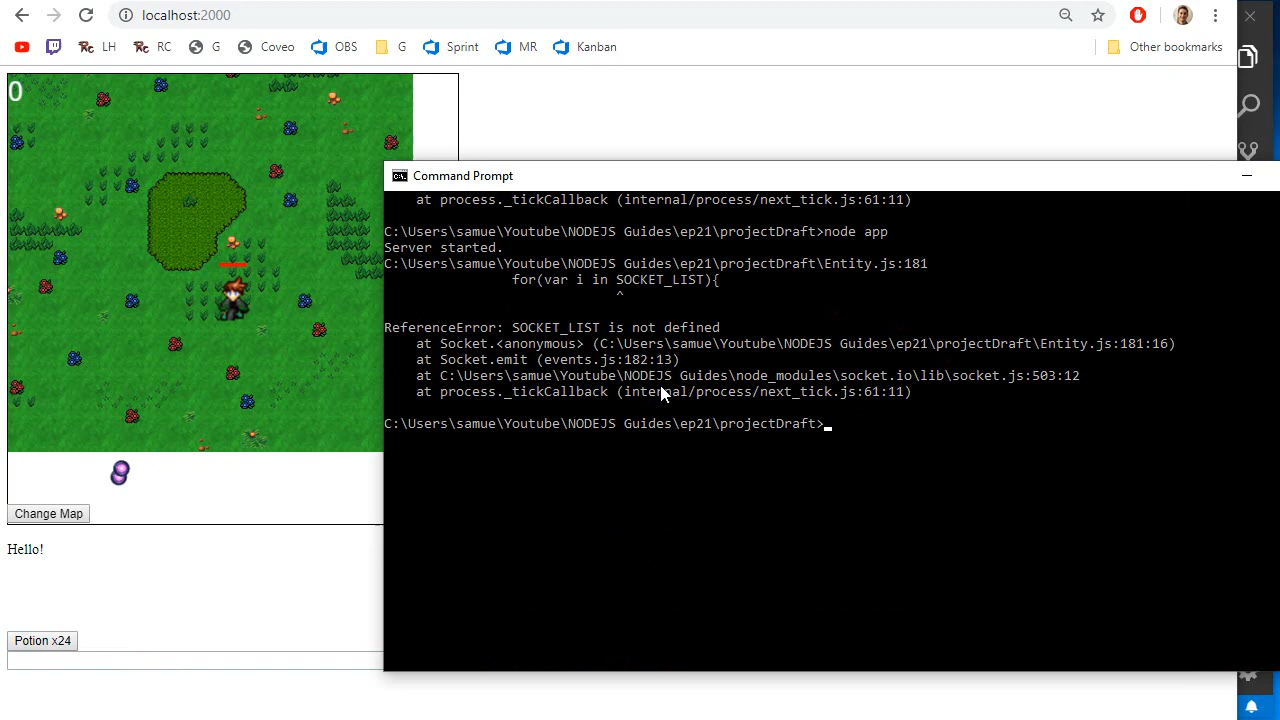 localhost:2000
LH RC G Coveo OBS G Sprint MR Kanban Other bookmarks
0
Command Prompt
at process._tickCallback (internal/process/next_tick.js:61:11)
C:\Users\samue\Youtube\NODEJS Guides\ep21\projectDraft>node app
Server started.
C:\Users\samue\Youtube\NODEJS Guides\ep21\projectDraft\Entity.js:181
for(var i in SOCKET_LIST){
^
ReferenceError: SOCKET_LIST is not defined
at Socket.<anonymous> (C:\Users\samue\Youtube\NODEJS Guides\ep21\projectDraft\Entity.js:181:16)
at Socket.emit (events.js:182:13)
at C:\Users\samue\Youtube\NODEJS Guides\node_modules\socket.io\lib\socket.js:503:12
at process._tickCallback (internal/process/next_tick.js:61:11)
C:\Users\samue\Youtube\NODEJS Guides\ep21\projectDraft>
Change Map
Hello!
Potion x24